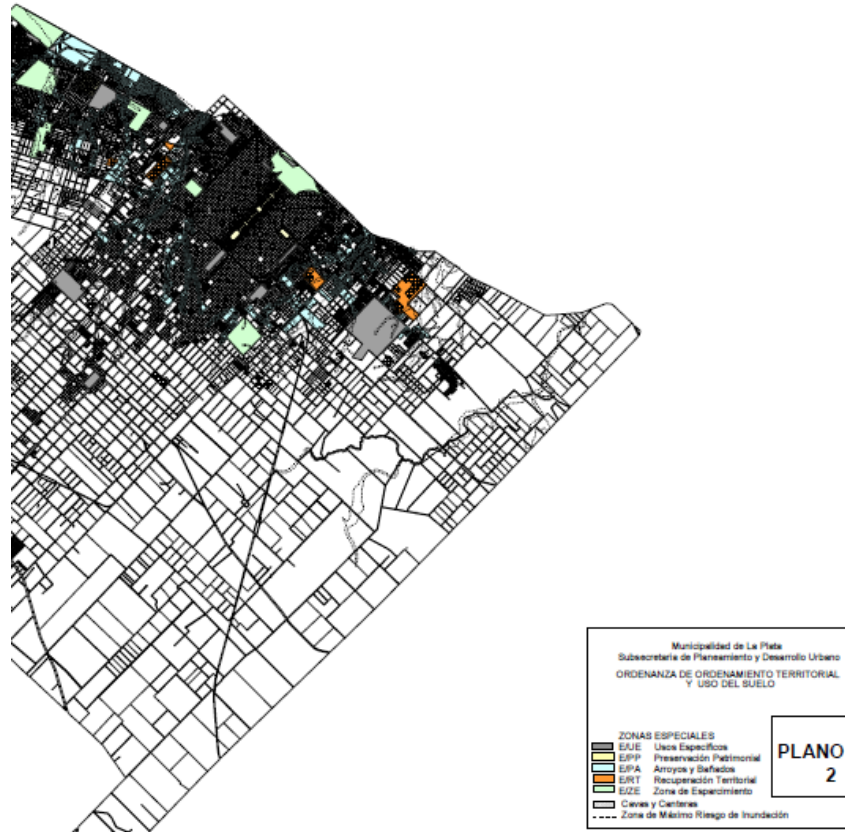 Municipalidad de La Plata
Subsecretaría de Planeamiento y Desarrollo Urbano
ORDENANZA DE ORDENAMIENTO TERRITORIAL
Y USO DEL SUELO
ZONAS ESPECIALES
E/UE Usos Específicos
E/PP Preservación Patrimonial
E/PA Arroyos y Bañados
E/RT Recuperación Territorial
E/ZE Zona de Esparcimiento
Cavas y Canteras
Zona de Máximo Riesgo de Inundación
PLANO
2